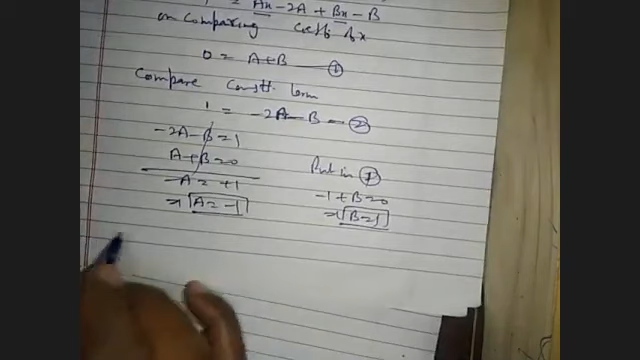 1 = Ax - 2A + Bx - B
on comparing coeff of x
0 = A+B —— ①
Compare Constt. term
1 = -2A - B — ②
-2A - B = 1
A + B = 0
-A = +1
⇒ A = -1
Put in ①
-1 + B = 0
⇒ B = 1